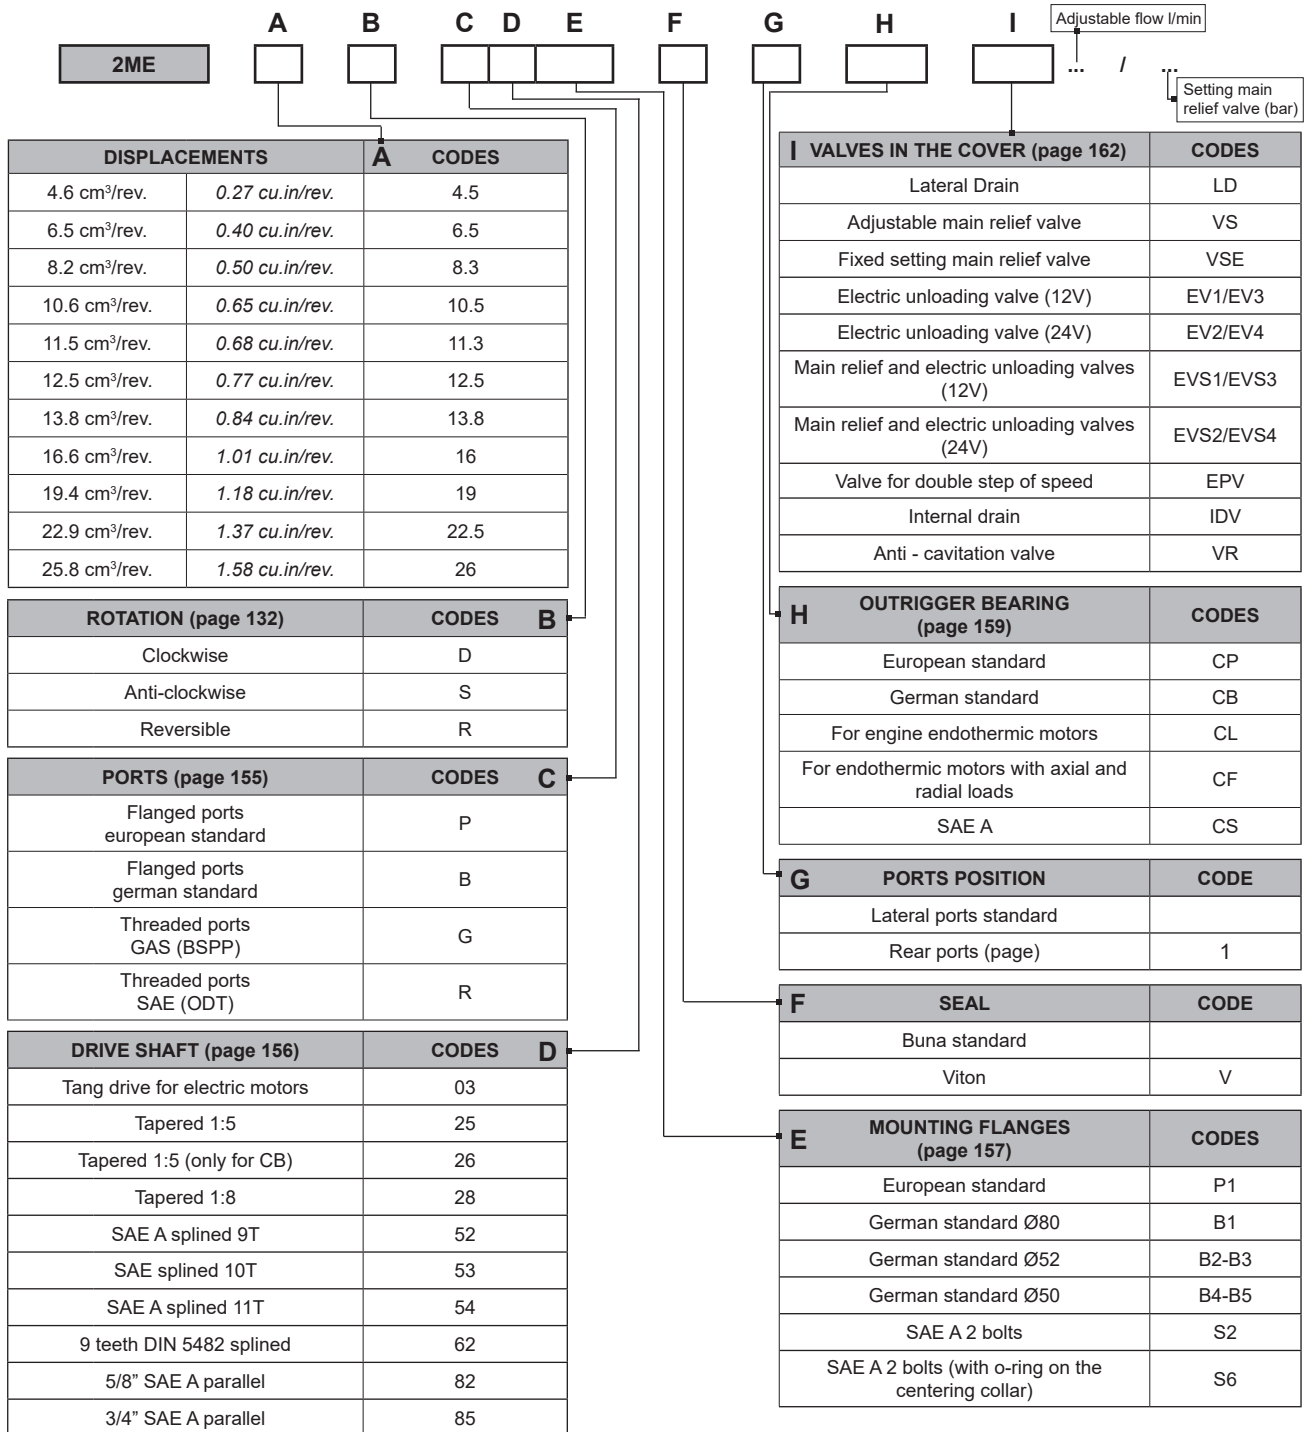 A B C D E F G H I
Adjustable flow l/min
2ME
... / ...
Setting main
relief valve (bar)
DISPLACEMENTS A CODES
4.6 cm³/rev. 0.27 cu.in/rev. 4.5
6.5 cm³/rev. 0.40 cu.in/rev. 6.5
8.2 cm³/rev. 0.50 cu.in/rev. 8.3
10.6 cm³/rev. 0.65 cu.in/rev. 10.5
11.5 cm³/rev. 0.68 cu.in/rev. 11.3
12.5 cm³/rev. 0.77 cu.in/rev. 12.5
13.8 cm³/rev. 0.84 cu.in/rev. 13.8
16.6 cm³/rev. 1.01 cu.in/rev. 16
19.4 cm³/rev. 1.18 cu.in/rev. 19
22.9 cm³/rev. 1.37 cu.in/rev. 22.5
25.8 cm³/rev. 1.58 cu.in/rev. 26
ROTATION (page 132) CODES B
Clockwise D
Anti-clockwise S
Reversible R
PORTS (page 155) CODES C
Flanged ports
european standard P
Flanged ports
german standard B
Threaded ports
GAS (BSPP) G
Threaded ports
SAE (ODT) R
DRIVE SHAFT (page 156) CODES D
Tang drive for electric motors 03
Tapered 1:5 25
Tapered 1:5 (only for CB) 26
Tapered 1:8 28
SAE A splined 9T 52
SAE splined 10T 53
SAE A splined 11T 54
9 teeth DIN 5482 splined 62
5/8” SAE A parallel 82
3/4” SAE A parallel 85
I VALVES IN THE COVER (page 162) CODES
Lateral Drain LD
Adjustable main relief valve VS
Fixed setting main relief valve VSE
Electric unloading valve (12V) EV1/EV3
Electric unloading valve (24V) EV2/EV4
Main relief and electric unloading valves
(12V) EVS1/EVS3
Main relief and electric unloading valves
(24V) EVS2/EVS4
Valve for double step of speed EPV
Internal drain IDV
Anti - cavitation valve VR
H OUTRIGGER BEARING
(page 159) CODES
European standard CP
German standard CB
For engine endothermic motors CL
For endothermic motors with axial and
radial loads CF
SAE A CS
G PORTS POSITION CODE
Lateral ports standard
Rear ports (page) 1
F SEAL CODE
Buna standard
Viton V
E MOUNTING FLANGES
(page 157) CODES
European standard P1
German standard Ø80 B1
German standard Ø52 B2-B3
German standard Ø50 B4-B5
SAE A 2 bolts S2
SAE A 2 bolts (with o-ring on the
centering collar) S6